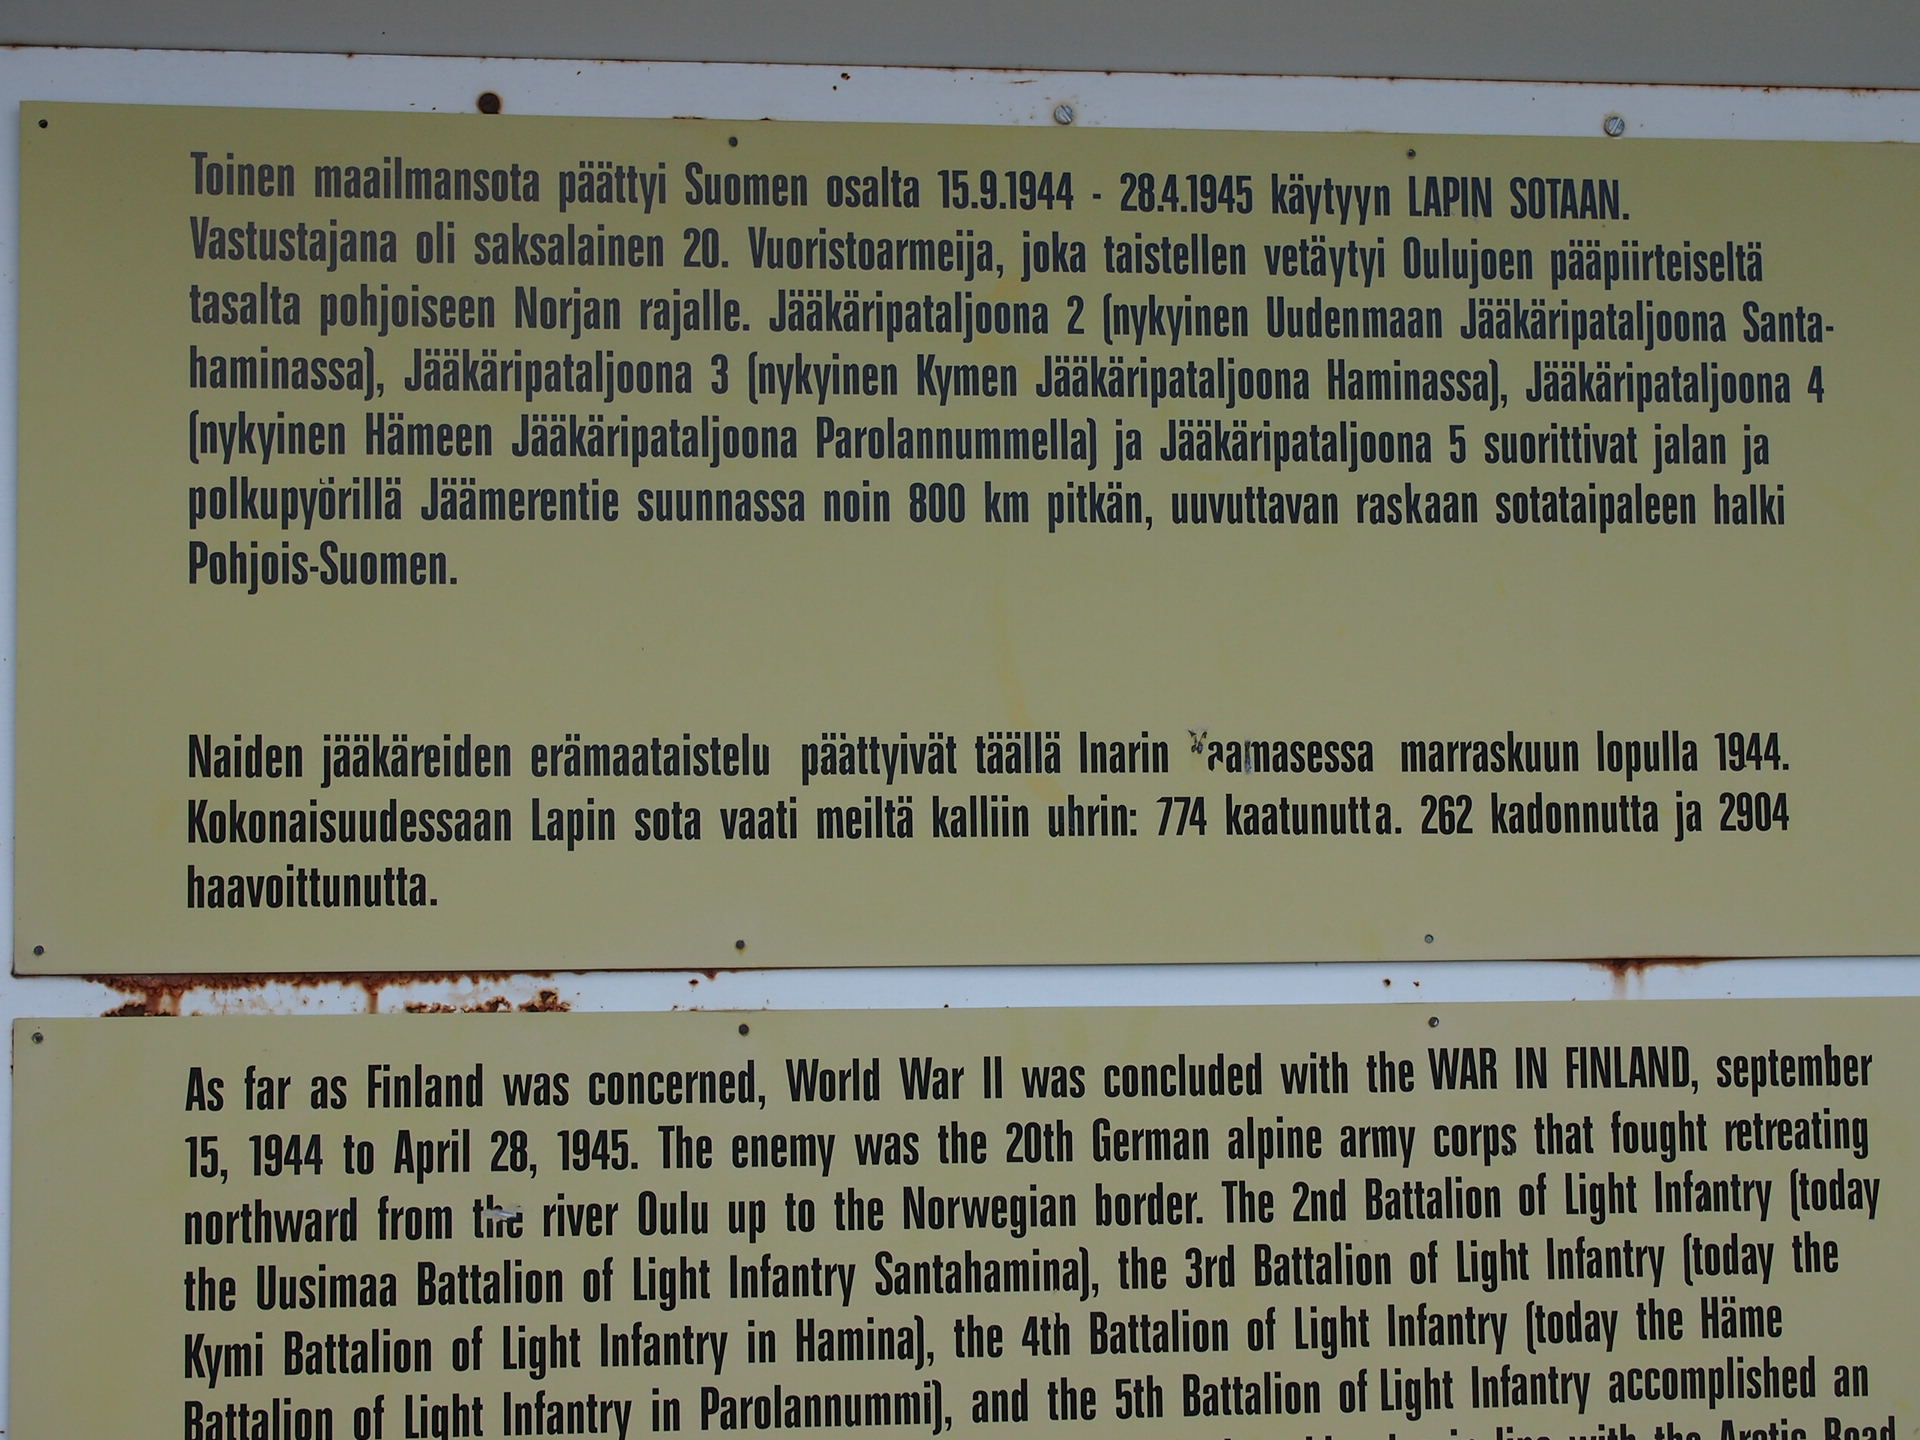 Toinen maailmansota päättyi Suomen osalta 15.9.1944 - 28.4.1945 käytyyn LAPIN SOTAAN.
Vastustajana oli saksalainen 20. Vuoristoarmeija, joka taistellen vetäytyi Oulujoen pääpiirteiseltä
tasalta pohjoiseen Norjan rajalle. Jääkäripataljoona 2 (nykyinen Uudenmaan Jääkäripataljoona Santa-
haminassa), Jääkäripataljoona 3 (nykyinen Kymen Jääkäripataljoona Haminassa), Jääkäripataljoona 4
(nykyinen Hämeen Jääkäripataljoona Parolannummella) ja Jääkäripataljoona 5 suorittivat jalan ja
polkupyörillä Jäämerentie suunnassa noin 800 km pitkän, uuvuttavan raskaan sotataipaleen halki
Pohjois-Suomen.
Naiden jääkäreiden erämaataistelu päättyivät täällä Inarin marraskuun lopulla 1944.
Kokonaisuudessaan Lapin sota vaati meiltä kalliin uhrin: 774 kaatunutta. 262 kadonnutta ja 2904
haavoittunutta.
As far as Finland was concerned, World War II was concluded with the WAR IN FINLAND, september
15, 1944 to April 28, 1945. The enemy was the 20th German alpine army corps that fought retreating
northward from the river Oulu up to the Norwegian border. The 2nd Battalion of Light Infantry (today
the Uusimaa Battalion of Light Infantry Santahamina), the 3rd Battalion of Light Infantry (today the
Kymi Battalion of Light Infantry in Hamina), the 4th Battalion of Light Infantry (today the Häme
Battalion of Light Infantry in Parolannummi), and the 5th Battalion of Light Infantry accomplished an
line with the Arctic Road